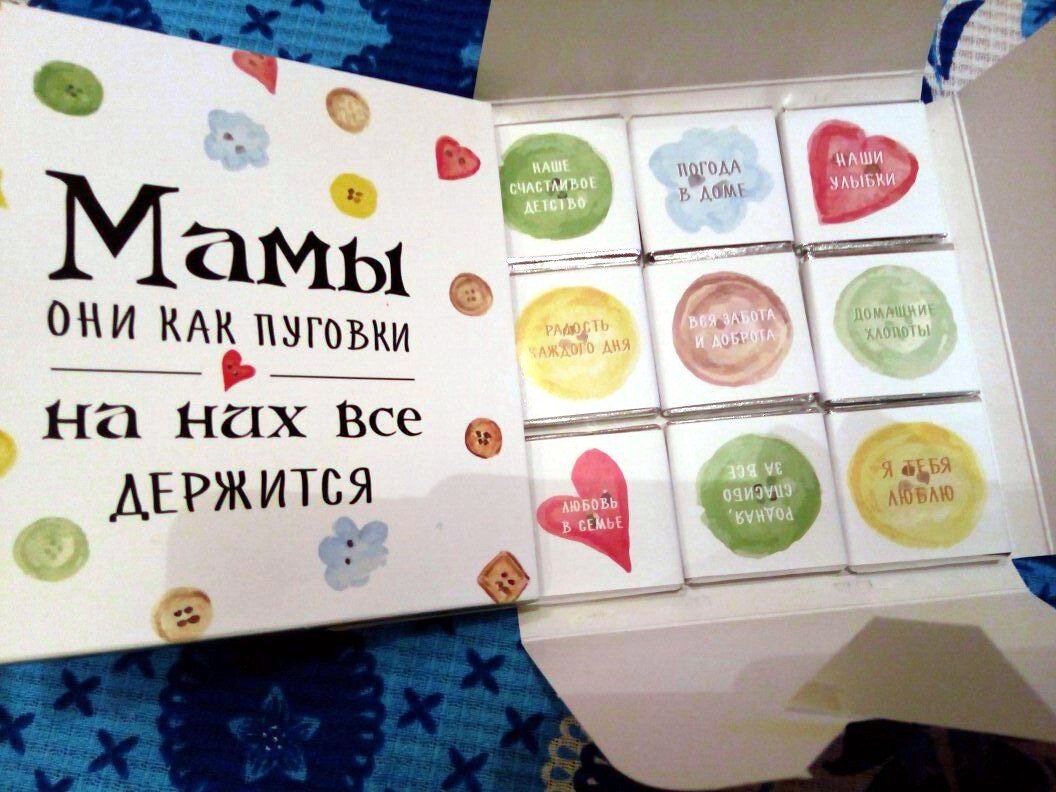 Мамы
ОНИ КАК ПУГОВКИ
на них все
ДЕРЖИТСЯ
НАШЕ
СЧАСТЛИВОЕ
ДЕТСТВО
ПОГОДА
В ДОМЕ
НАШИ
УЛЫБКИ
РАДОСТЬ
КАЖДОГО ДНЯ
ВСЯ ЗАБОТА
И ДОБРОТА
ДОМАШНИЕ
ХЛОПОТЫ
ЛЮБОВЬ
В СЕМЬЕ
РОДНАЯ,
СПАСИБО
ЗА ВСЕ
Я ТЕБЯ
ЛЮБЛЮ